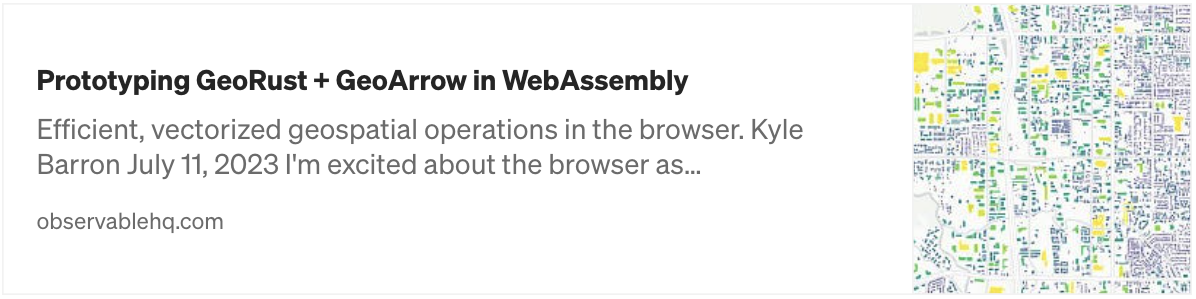 Prototyping GeoRust + GeoArrow in WebAssembly
Efficient, vectorized geospatial operations in the browser. Kyle
Barron July 11, 2023 I'm excited about the browser as...
observablehq.com